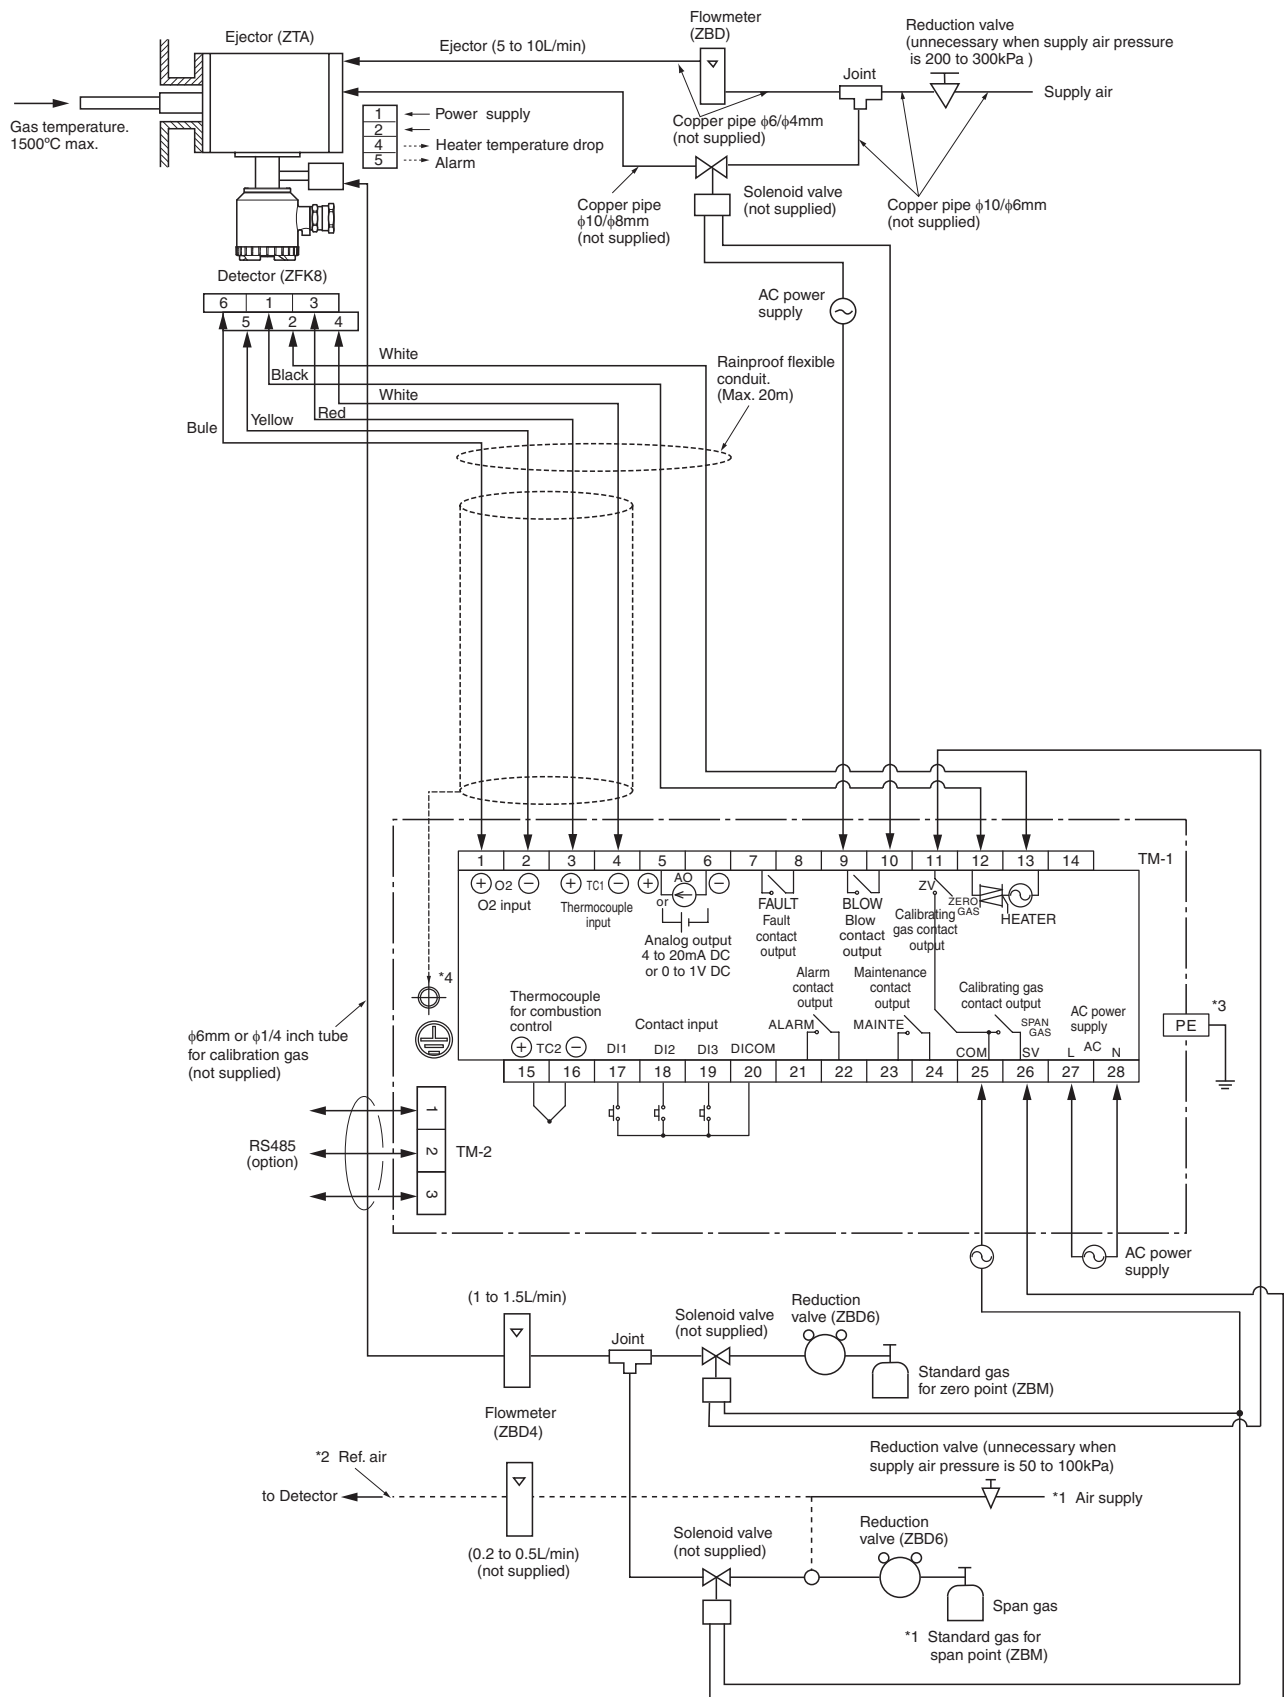 Ejector (ZTA)
Ejector (5 to 10L/min)
Flowmeter
(ZBD)
Reduction valve
(unnecessary when supply air pressure
is 200 to 300kPa )
Joint
Supply air
Gas temperature.
1500ºC max.
1 Power supply
2
4 Heater temperature drop
5 Alarm
Copper pipe ϕ6/ϕ4mm
(not supplied)
Copper pipe
ϕ10/ϕ8mm
(not supplied)
Solenoid valve
(not supplied)
Copper pipe ϕ10/ϕ6mm
(not supplied)
Detector (ZFK8)
6 1 3
5 2 4
AC power
supply
White
Black
White
Red
Yellow
Bule
Rainproof flexible
conduit.
(Max. 20m)
1 2 3 4 5 6 7 8 9 10 11 12 13 14
TM-1
O2
O2 input
TC1
Thermocouple
input
AO
or
Analog output
4 to 20mA DC
or 0 to 1V DC
FAULT
Fault
contact
output
BLOW
Blow
contact
output
ZV
ZERO
GAS
Calibrating
gas contact
output
HEATER
*4
Thermocouple
for combustion
control
TC2
Contact input
DI1 DI2 DI3 DICOM
Alarm
contact
output
ALARM
Maintenance
contact
output
MAINTE
Calibrating gas
contact output
SPAN
GAS
COM SV
AC power
supply
L AC N
15 16 17 18 19 20 21 22 23 24 25 26 27 28
*3
PE
ϕ6mm or ϕ1/4 inch tube
for calibration gas
(not supplied)
RS485
(option)
1
2
3
TM-2
AC power
supply
(1 to 1.5L/min)
Flowmeter
(ZBD4)
Joint
Solenoid valve
(not supplied)
Reduction
valve (ZBD6)
Standard gas
for zero point (ZBM)
*2 Ref. air
to Detector
(0.2 to 0.5L/min)
(not supplied)
Reduction valve (unnecessary when
supply air pressure is 50 to 100kPa)
*1 Air supply
Solenoid valve
(not supplied)
Reduction
valve (ZBD6)
Span gas
*1 Standard gas for
span point (ZBM)